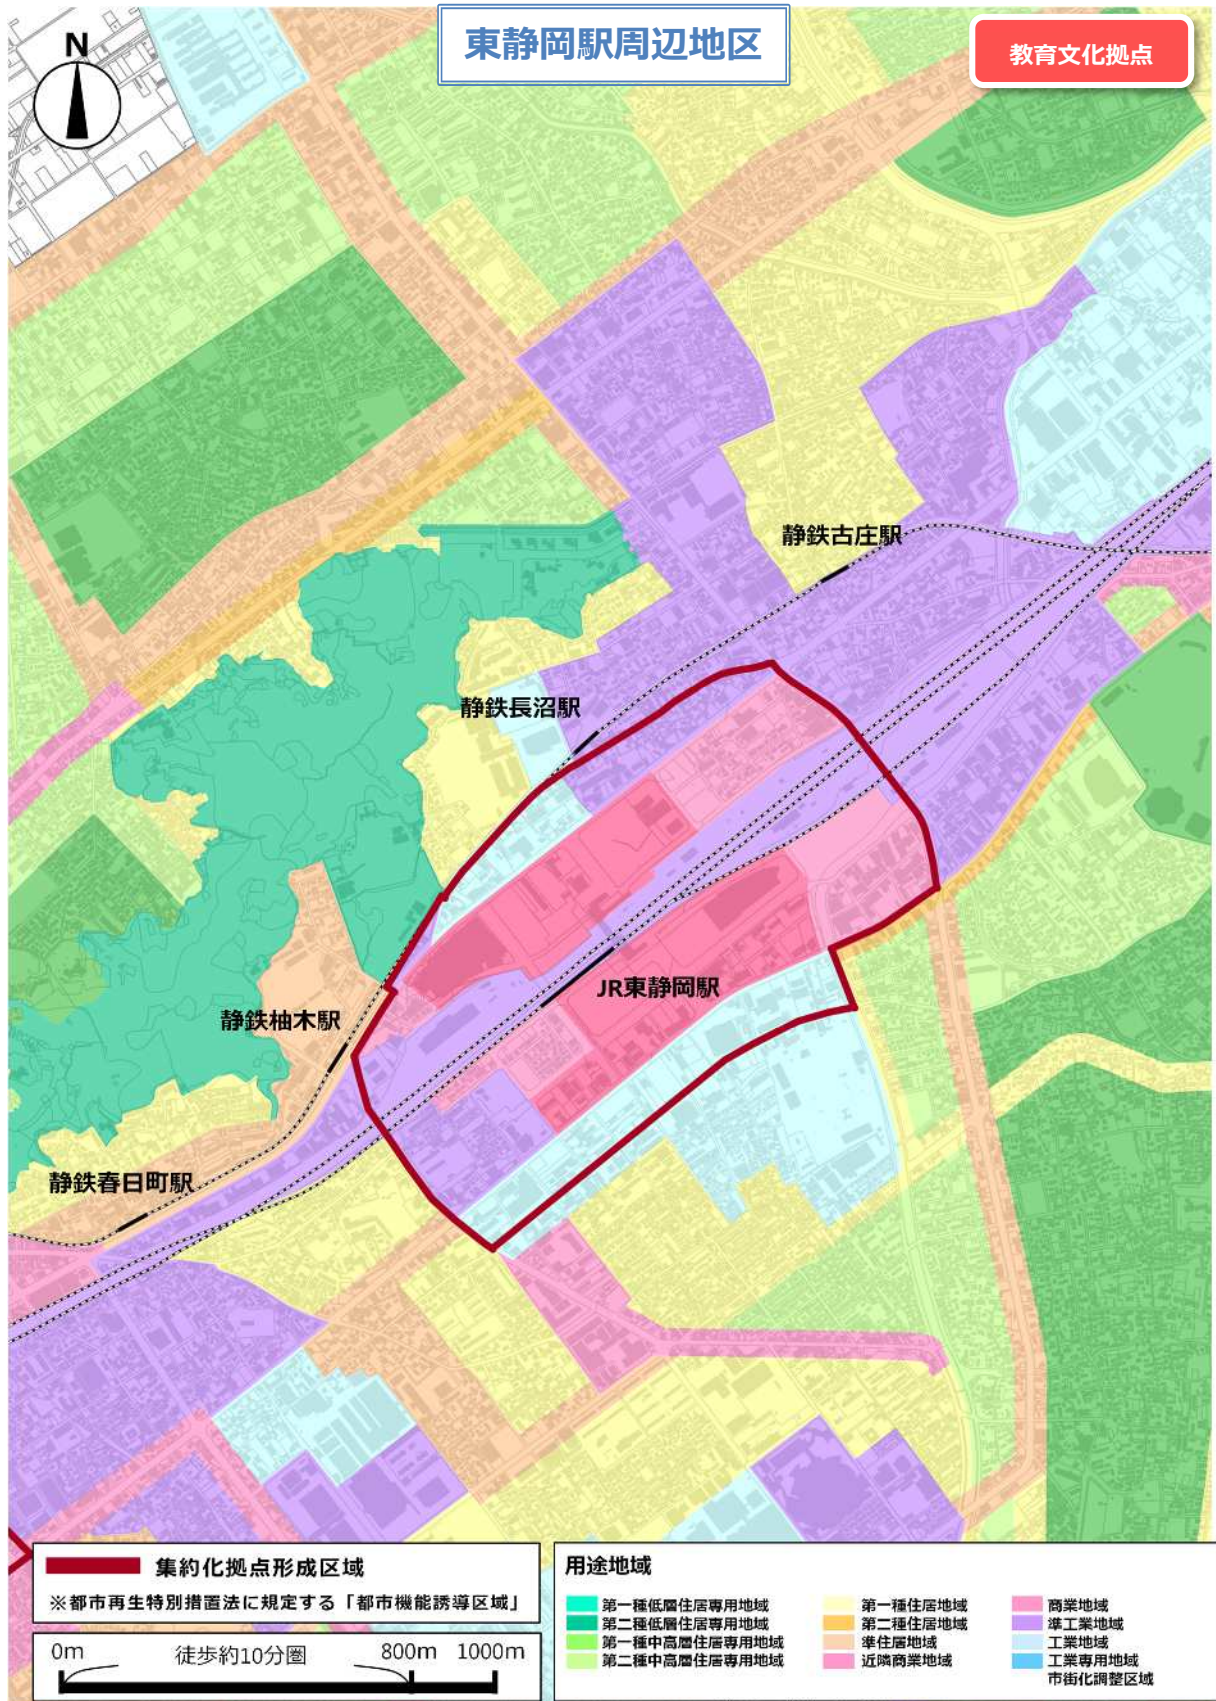 東静岡駅周辺地区
教育文化拠点
N
静鉄古庄駅
静鉄長沼駅
JR東静岡駅
静鉄柚木駅
静鉄春日町駅
集約化拠点形成区域
※都市再生特別措置法に規定する「都市機能誘導区域」
0m 徒歩約10分圏 800m 1000m
用途地域
第一種低層住居専用地域
第二種低層住居専用地域
第一種中高層住居専用地域
第二種中高層住居専用地域
第一種住居地域
第二種住居地域
準住居地域
近隣商業地域
商業地域
準工業地域
工業地域
工業専用地域
市街化調整区域